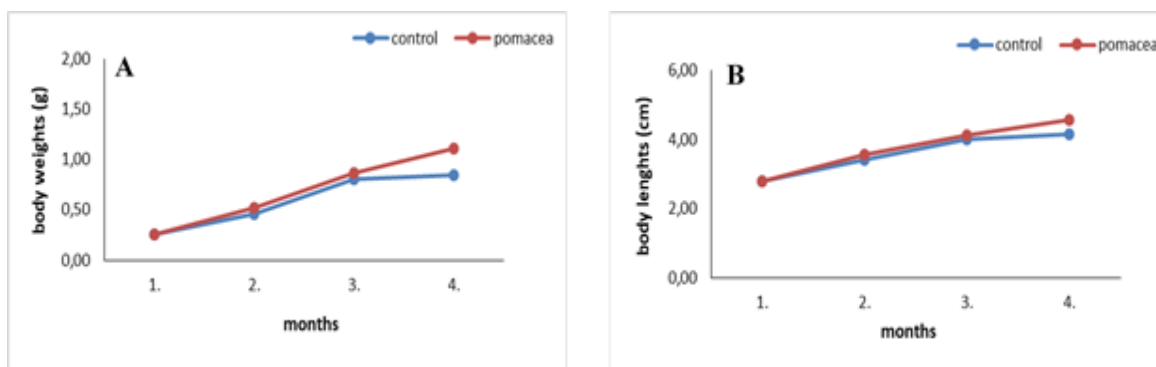 control pomacea
A
2,00
1,50
1,00
0,50
0,00
body weights (g)
1. 2. 3. 4.
months
control pomacea
B
6,00
4,00
2,00
0,00
body lenghts (cm)
1. 2. 3. 4.
months